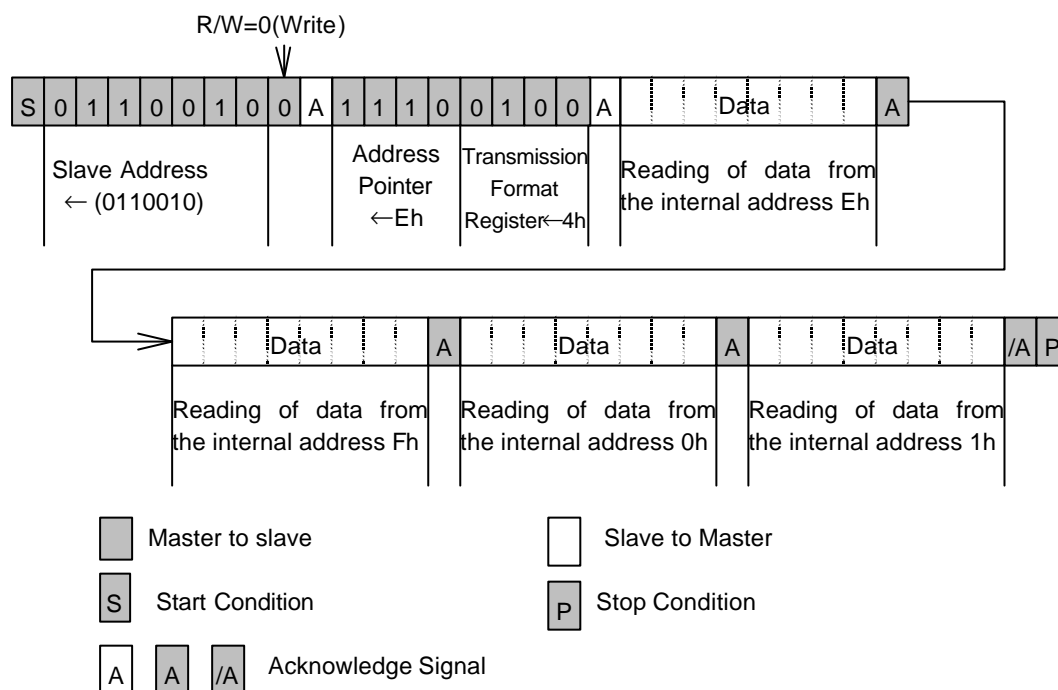 R/W=0(Write)
S 0 1 1 0 0 1 0 0 A 1 1 1 0 0 1 0 0 A Data A
Slave Address
← (0110010)
Address
Pointer
←Eh
Transmission
Format
Register←4h
Reading of data from
the internal address Eh
Data A Data A Data /A P
Reading of data from
the internal address Fh
Reading of data from
the internal address 0h
Reading of data from
the internal address 1h
Master to slave
Slave to Master
S Start Condition
P Stop Condition
A A /A Acknowledge Signal